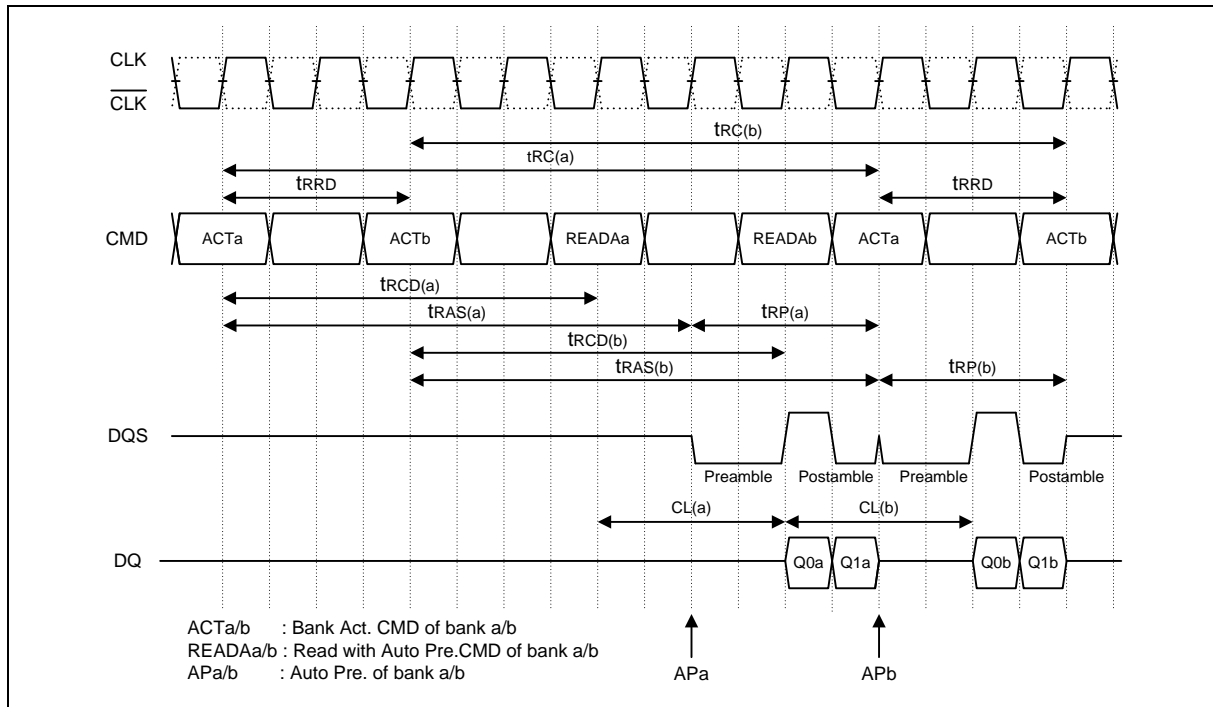 CLK
CLK
tRC(b)
tRC(a)
tRRD tRRD
CMD ACTa ACTb READAa READAb ACTa ACTb
tRCD(a)
tRAS(a) tRP(a)
tRCD(b)
tRAS(b) tRP(b)
DQS
Preamble Postamble Preamble Postamble
CL(a) CL(b)
DQ Q0a Q1a Q0b Q1b
ACTa/b : Bank Act. CMD of bank a/b
READAa/b : Read with Auto Pre.CMD of bank a/b
APa/b : Auto Pre. of bank a/b
APa APb